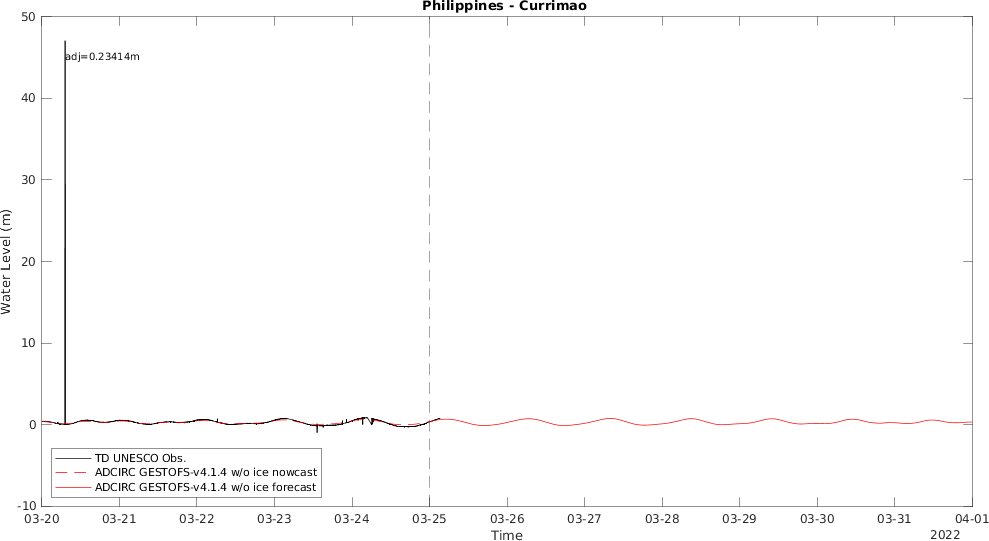 Philippines - Currimao
50
adj=0.23414m
40
30
20
10
0
-10
Water Level (m)
TD UNESCO Obs.
ADCIRC GESTOFS-v4.1.4 w/o ice nowcast
ADCIRC GESTOFS-v4.1.4 w/o ice forecast
03-20 03-21 03-22 03-23 03-24 03-25 03-26 03-27 03-28 03-29 03-30 03-31 04-01
Time
2022